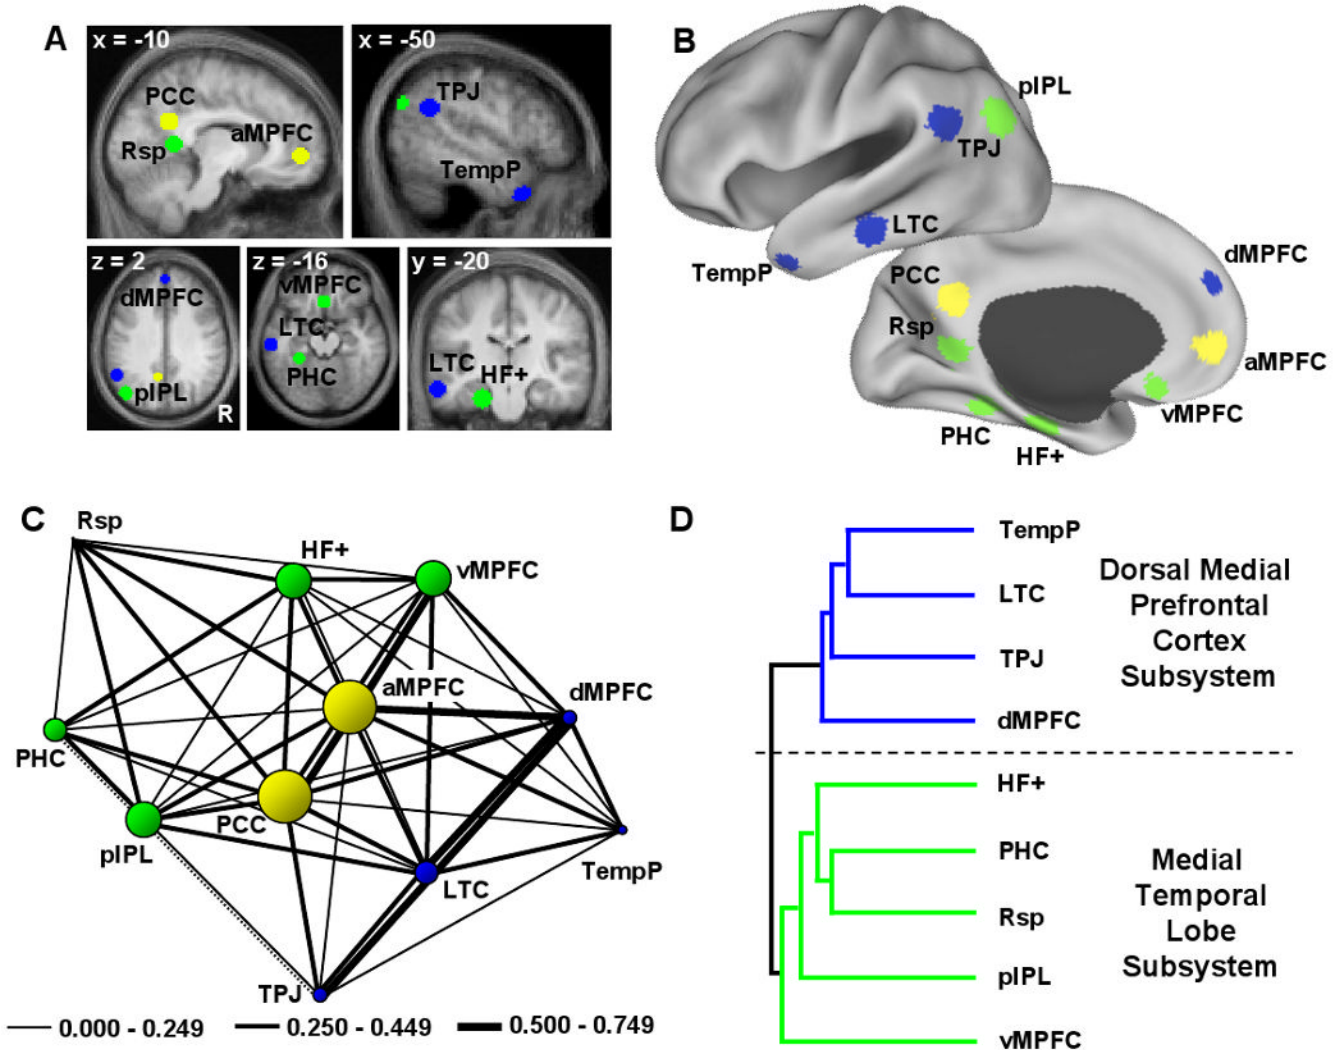 A
x = -10
PCC
Rsp
aMPFC
x = -50
TPJ
TempP
z = 2
dMPFC
pIPL
R
z = -16
vMPFC
LTC
PHC
y = -20
LTC
HF+
B
pIPL
TPJ
LTC
TempP
PCC
dMPFC
Rsp
aMPFC
vMPFC
PHC
HF+
C
Rsp
HF+
vMPFC
aMPFC
dMPFC
PHC
PCC
pIPL
LTC
TempP
TPJ
0.000 - 0.249
0.250 - 0.449
0.500 - 0.749
D
TempP
LTC
TPJ
dMPFC
Dorsal Medial
Prefrontal
Cortex
Subsystem
HF+
PHC
Rsp
pIPL
vMPFC
Medial
Temporal
Lobe
Subsystem